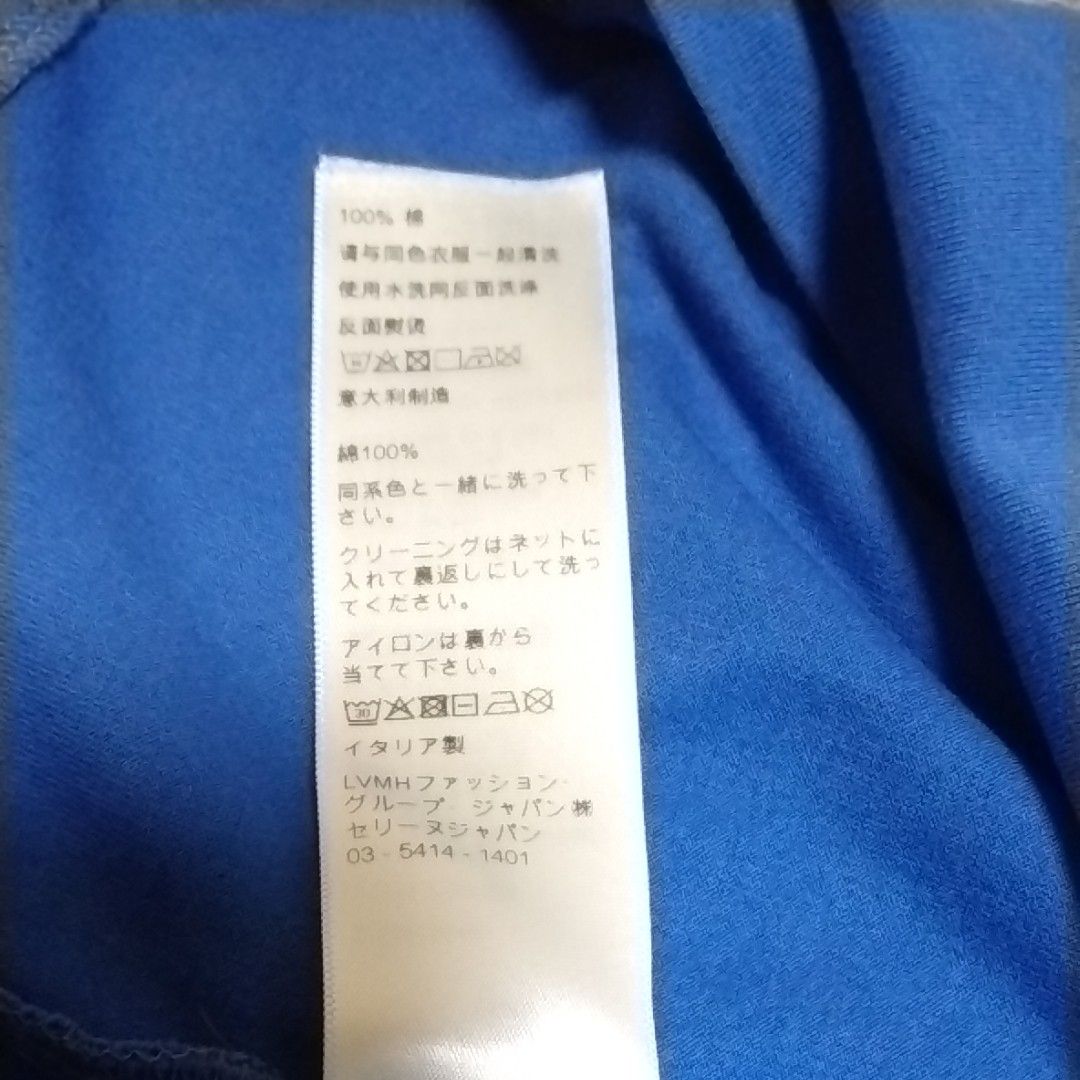 100% 棉
请与同色衣服一起清洗
使用水洗网反面洗涤
反面熨烫
意大利制造
綿100%
同系色と一緒に洗って下
さい。
クリーニングはネットに
入れて裏返しにして洗っ
てください。
アイロンは裏から
当てて下さい。
30
イタリア製
LVMHファッション・
グループ ジャパン㈱
セリーヌジャパン
03-5414-1401